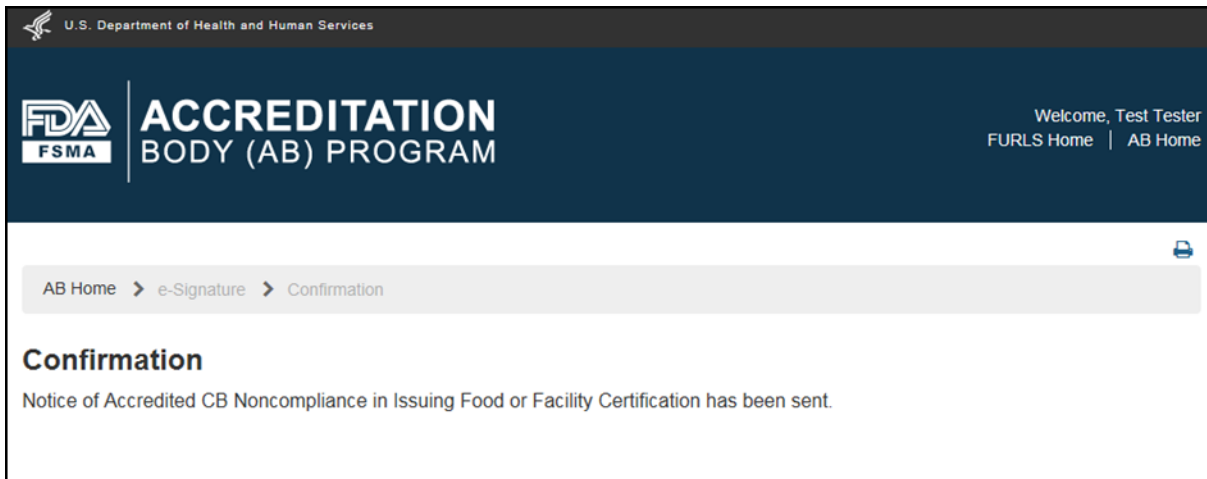 U.S. Department of Health and Human Services
FDA
FSMA
ACCREDITATION
BODY (AB) PROGRAM
Welcome, Test Tester
FURLS Home | AB Home
AB Home > e-Signature > Confirmation
Confirmation
Notice of Accredited CB Noncompliance in Issuing Food or Facility Certification has been sent.